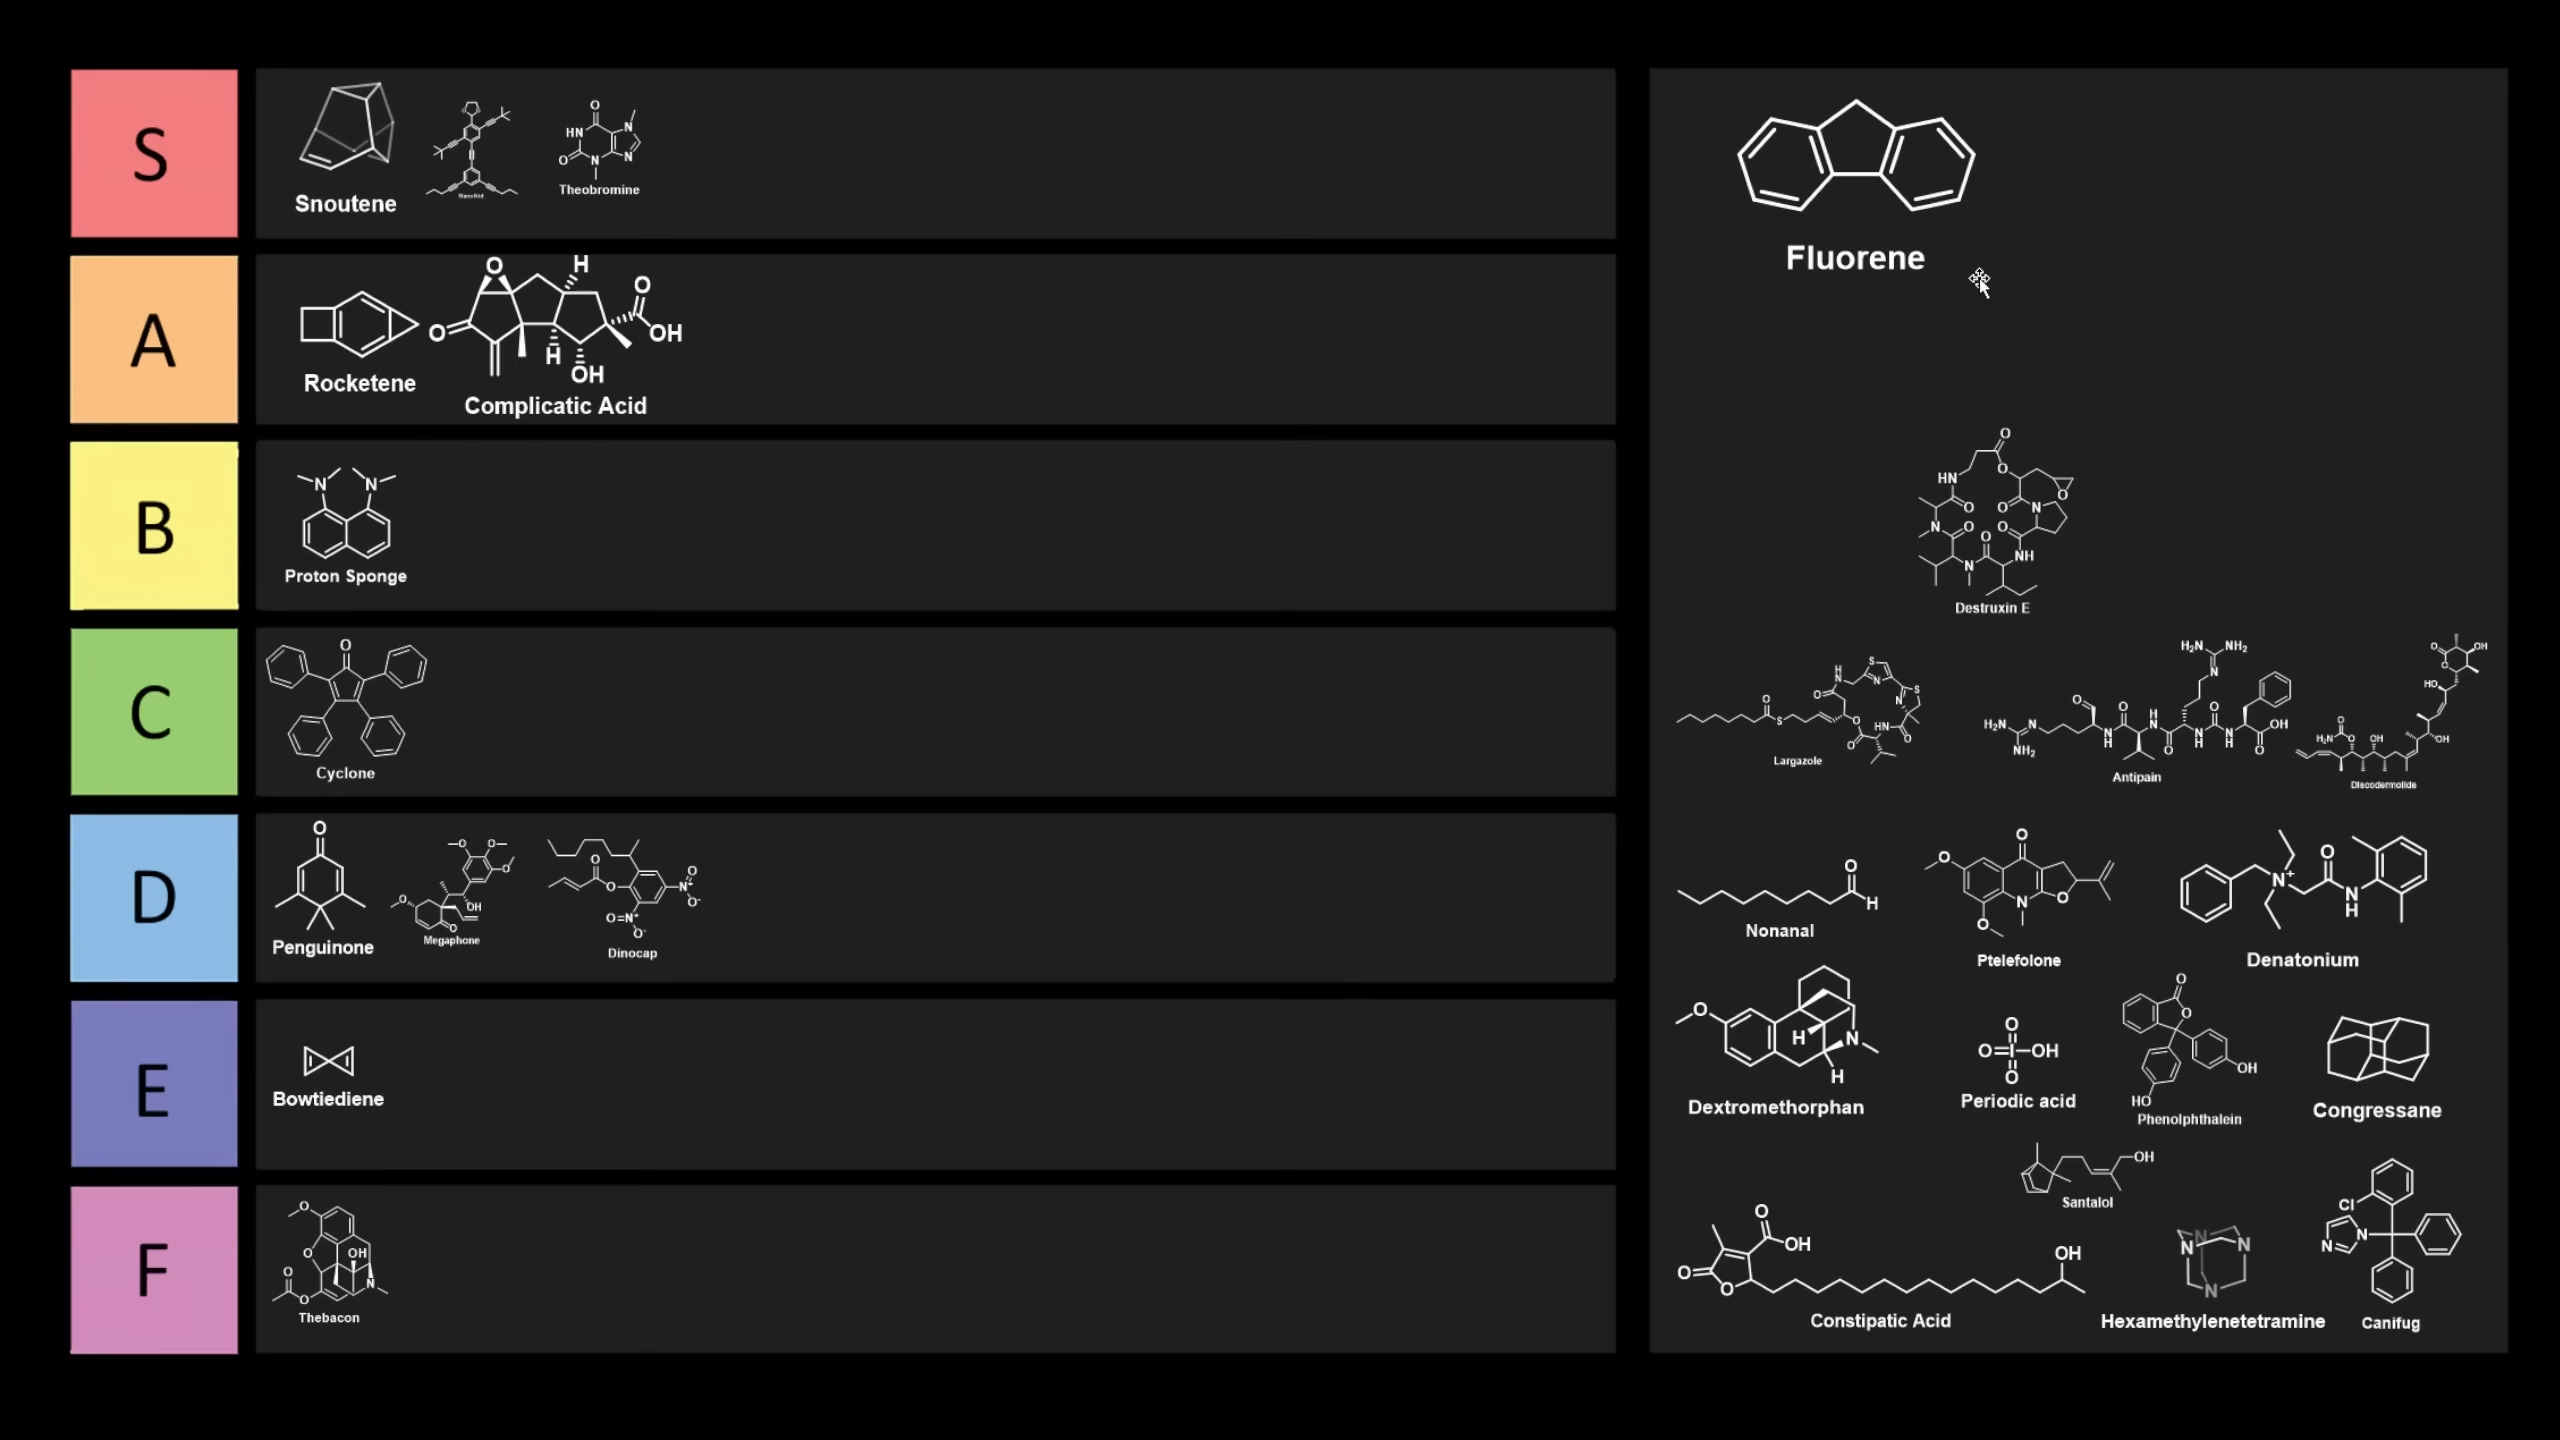 S
Snoutene
NanoKid
Theobromine
A
Rocketene
Complicatic Acid
B
Proton Sponge
C
Cyclone
D
Penguinone
Megaphone
Dinocap
E
Bowtiediene
F
Thebacon
Fluorene
Destruxin E
Largazole
Antipain
Discodermolide
Nonanal
Ptelefolone
Denatonium
Dextromethorphan
Periodic acid
Phenolphthalein
Congressane
Santalol
Constipatic Acid
Hexamethylenetetramine
Canifug